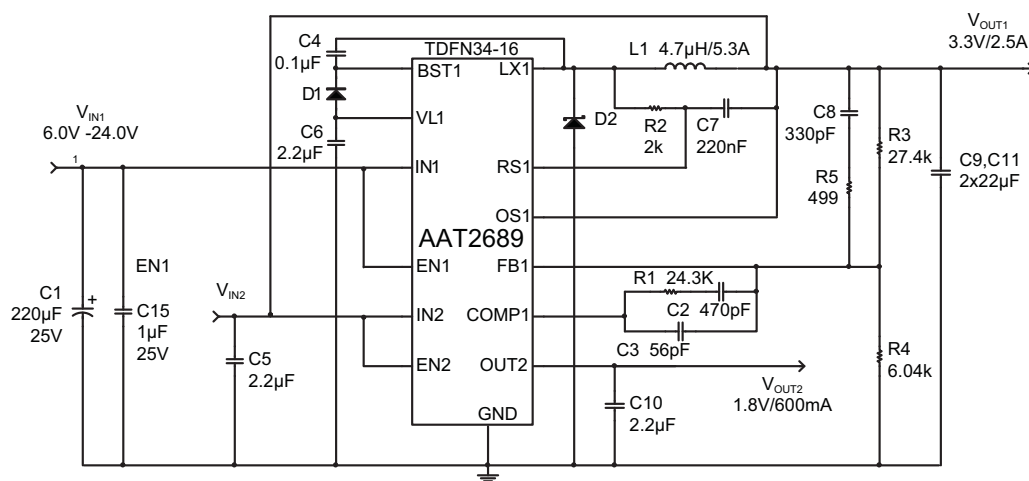 C4
0.1µF
TDFN34-16
L1 4.7µH/5.3A
V_OUT1
3.3V/2.5A
BST1
LX1
D1
VL1
D2
R2
2k
C7
220nF
C8
330pF
R3
27.4k
V_IN1
6.0V -24.0V
1
C6
2.2µF
IN1
RS1
R5
499
C9,C11
2x22µF
OS1
AAT2689
EN1
EN1
FB1
R1 24.3K
C1
220µF
25V
+
C15
1µF
25V
V_IN2
IN2
COMP1
C2
470pF
C3 56pF
C5
2.2µF
EN2
OUT2
R4
6.04k
V_OUT2
1.8V/600mA
GND
C10
2.2µF